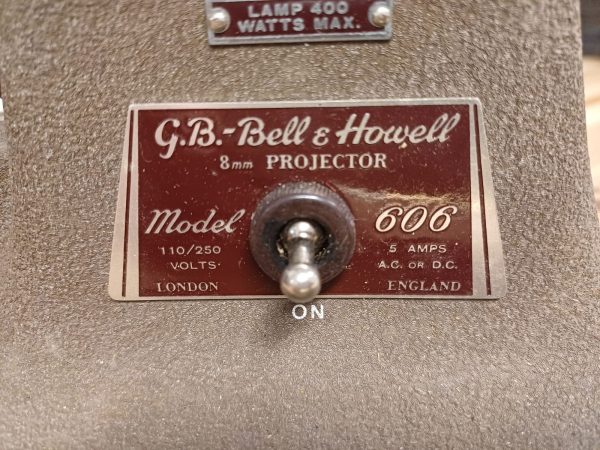 LAMP 400
WATTS MAX.
G.B.-Bell & Howell
8mm PROJECTOR
Model 606
110/250 5 AMPS
VOLTS A.C. OR D.C.
LONDON ENGLAND
ON